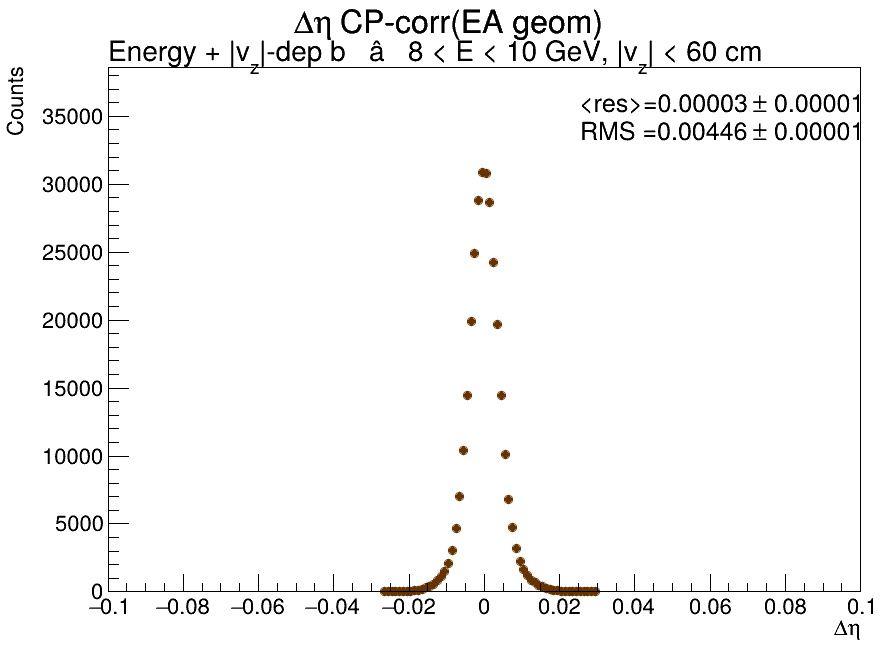 Δη CP-corr(EA geom)
Energy + |v_z|-dep b â 8 < E < 10 GeV, |v_z| < 60 cm
Counts
<res>=0.00003 ± 0.00001
RMS =0.00446 ± 0.00001
35000
30000
25000
20000
15000
10000
5000
0
−0.1 −0.08 −0.06 −0.04 −0.02 0 0.02 0.04 0.06 0.08 0.1
Δη